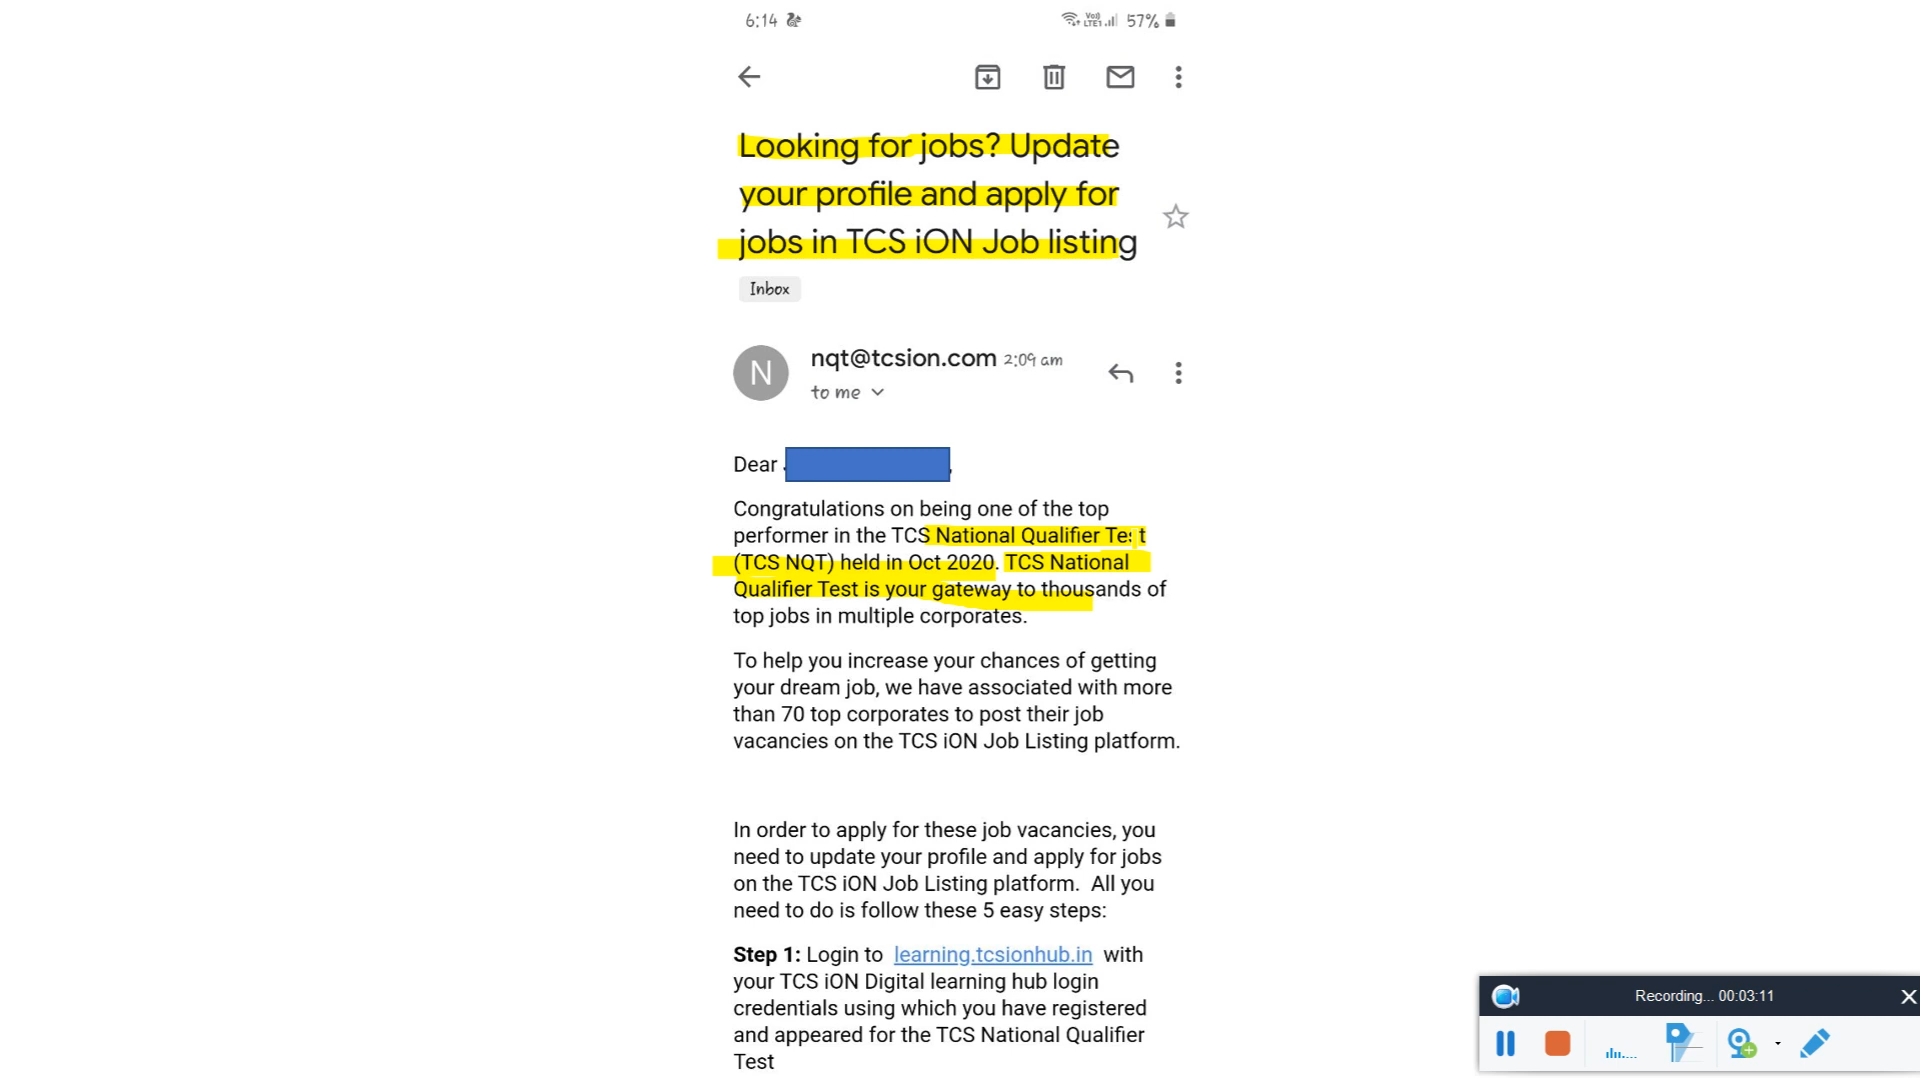 6:14
Vo))
LTE1
57%
Looking for jobs? Update
your profile and apply for
jobs in TCS iON Job listing
Inbox
N
nqt@tcsion.com 2:09 am
to me
Dear
Congratulations on being one of the top
performer in the TCS National Qualifier Test
(TCS NQT) held in Oct 2020. TCS National
Qualifier Test is your gateway to thousands of
top jobs in multiple corporates.
To help you increase your chances of getting
your dream job, we have associated with more
than 70 top corporates to post their job
vacancies on the TCS iON Job Listing platform.
In order to apply for these job vacancies, you
need to update your profile and apply for jobs
on the TCS iON Job Listing platform.  All you
need to do is follow these 5 easy steps:
Step 1: Login to  learning.tcsionhub.in  with
your TCS iON Digital learning hub login
credentials using which you have registered
and appeared for the TCS National Qualifier
Test
Recording... 00:03:11